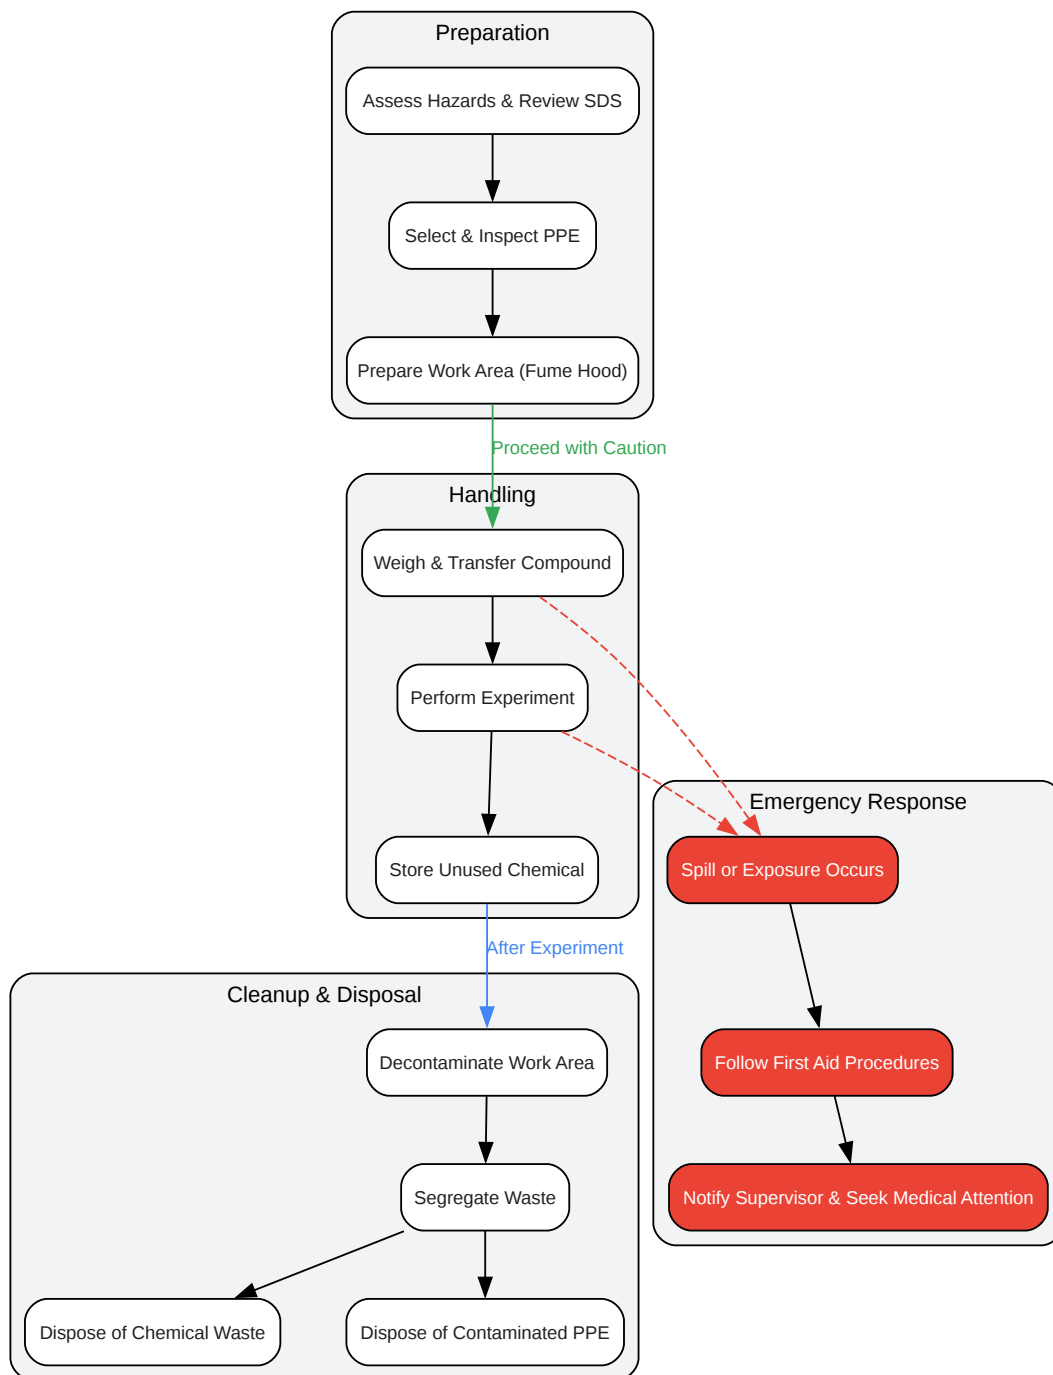 Preparation
Assess Hazards & Review SDS
Select & Inspect PPE
Prepare Work Area (Fume Hood)
Proceed with Caution
Handling
Weigh & Transfer Compound
Perform Experiment
Store Unused Chemical
Emergency Response
Spill or Exposure Occurs
Follow First Aid Procedures
Notify Supervisor & Seek Medical Attention
After Experiment
Cleanup & Disposal
Decontaminate Work Area
Segregate Waste
Dispose of Chemical Waste
Dispose of Contaminated PPE